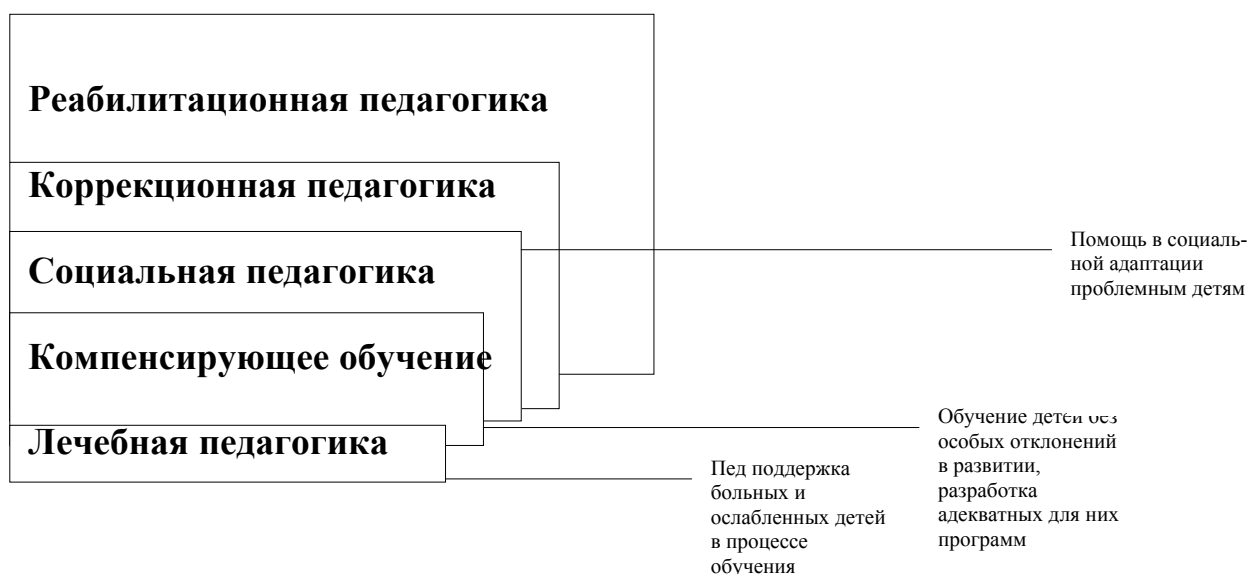 Реабилитационная педагогика
Коррекционная педагогика
Социальная педагогика
Компенсирующее обучение
Лечебная педагогика
Помощь в социаль-
ной адаптации
проблемным детям
Обучение детей без
особых отклонений
в развитии,
разработка
адекватных для них
программ
Пед поддержка
больных и
ослабленных детей
в процессе
обучения